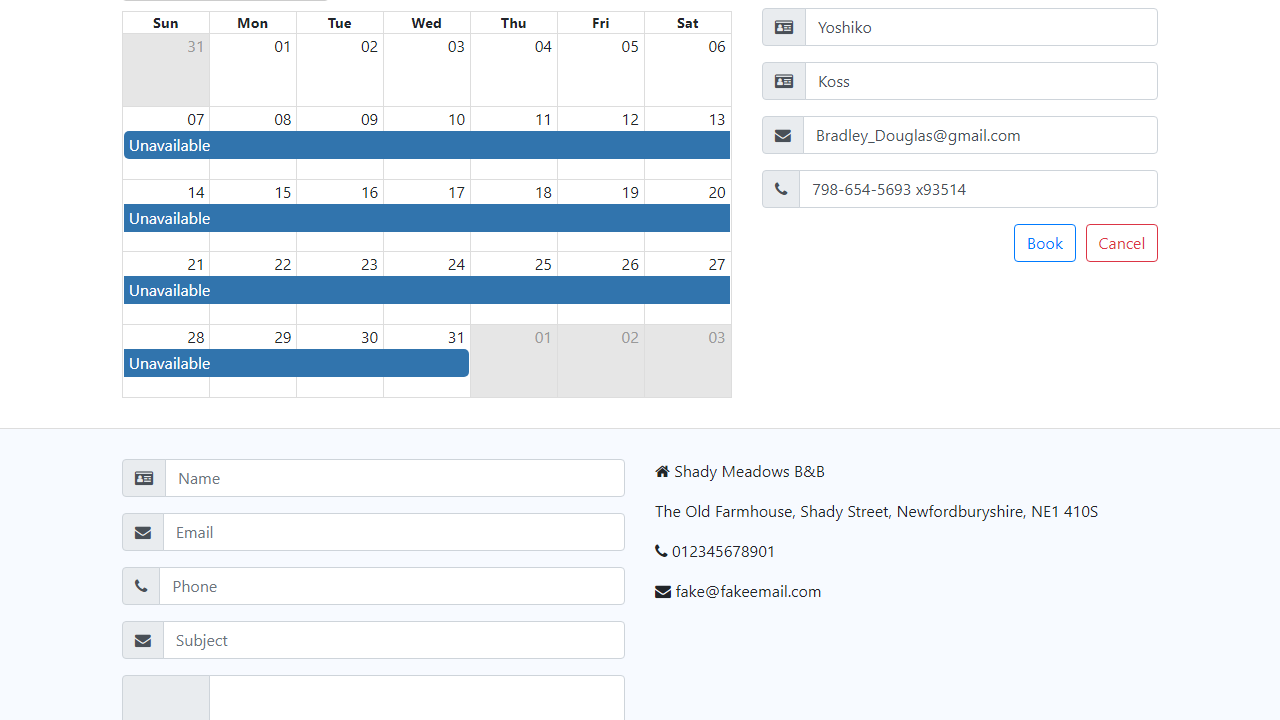 Sun Mon Tue Wed Thu Fri Sat
31 01 02 03 04 05 06
07 08 09 10 11 12 13
Unavailable
14 15 16 17 18 19 20
Unavailable
21 22 23 24 25 26 27
Unavailable
28 29 30 31 01 02 03
Unavailable
Yoshiko
Koss
Bradley_Douglas@gmail.com
798-654-5693 x93514
Book Cancel
Name
Email
Phone
Subject
Shady Meadows B&B
The Old Farmhouse, Shady Street, Newfordburyshire, NE1 410S
012345678901
fake@fakeemail.com